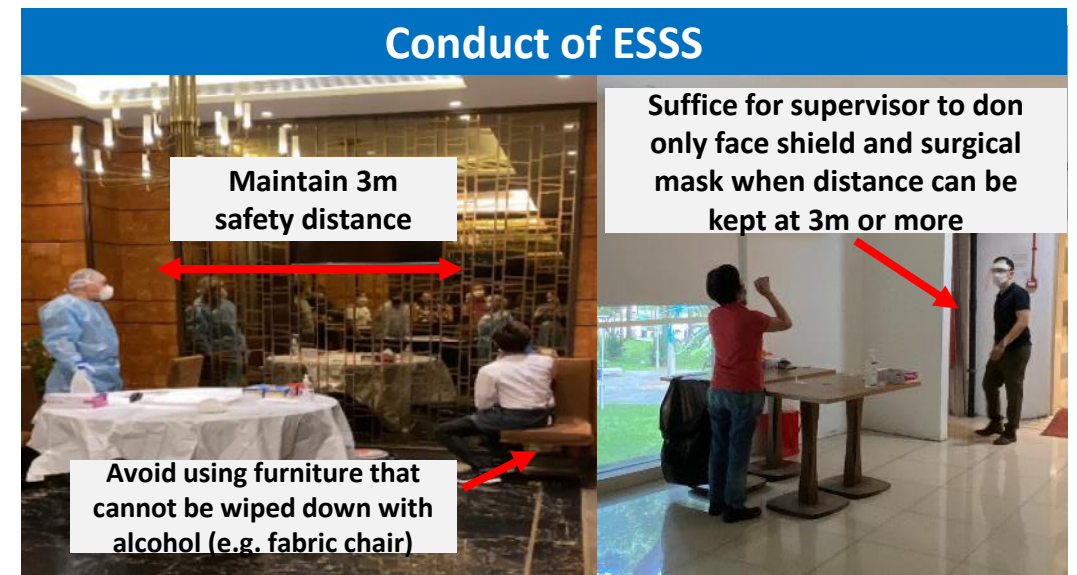 Conduct of ESSS
Maintain 3m
safety distance
Suffice for supervisor to don
only face shield and surgical
mask when distance can be
kept at 3m or more
Avoid using furniture that
cannot be wiped down with
alcohol (e.g. fabric chair)